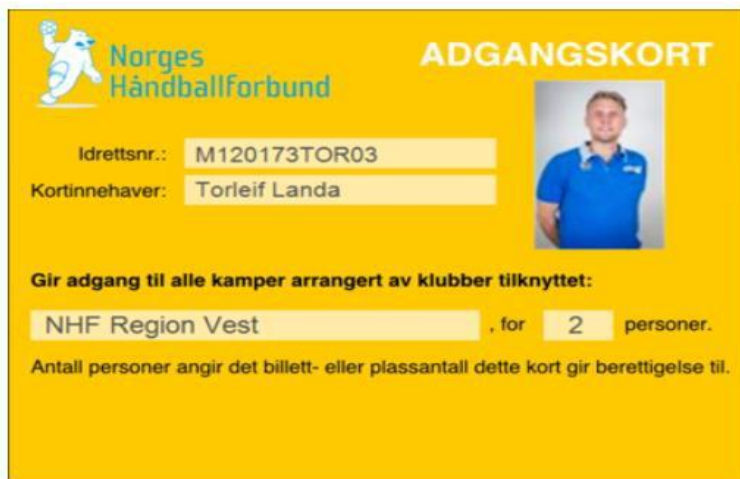 Norges
Håndballforbund
ADGANGSKORT
Idrettsnr.: M120173TOR03
Kortinnehaver: Torleif Landa
Gir adgang til alle kamper arrangert av klubber tilknyttet:
NHF Region Vest , for 2 personer.
Antall personer angir det billett- eller plassantall dette kort gir berettigelse til.